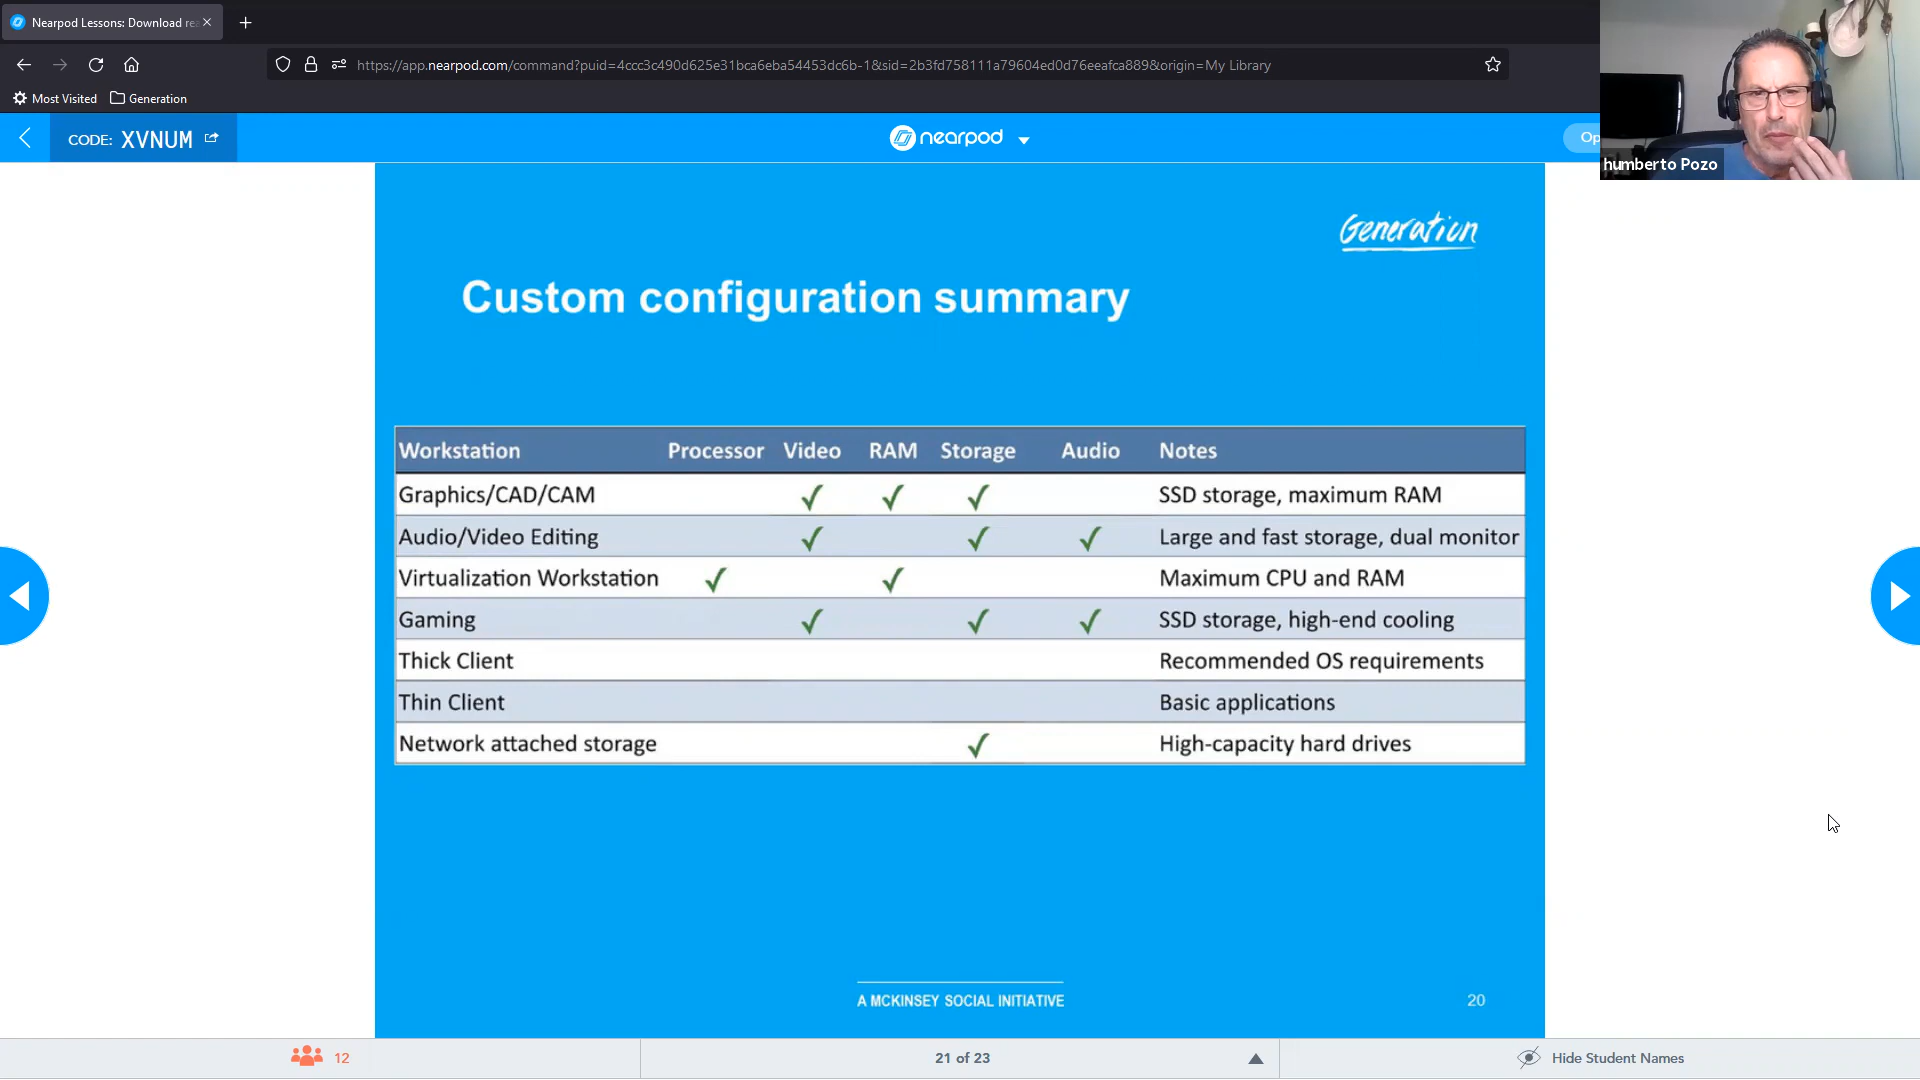 Nearpod Lessons: Download re
https://app.nearpod.com/command?puid=4ccc3c490d625e31bca6eba54453dc6b-1&sid=2b3fd758111a79604ed0d76eeafca889&origin=My Library
Most Visited Generation
CODE: XVNUM
nearpod
Op
humberto Pozo
Generation
Custom configuration summary
Workstation Processor Video RAM Storage Audio Notes
Graphics/CAD/CAM ✓ ✓ ✓ SSD storage, maximum RAM
Audio/Video Editing ✓ ✓ ✓ Large and fast storage, dual monitor
Virtualization Workstation ✓ ✓ Maximum CPU and RAM
Gaming ✓ ✓ ✓ SSD storage, high-end cooling
Thick Client Recommended OS requirements
Thin Client Basic applications
Network attached storage ✓ High-capacity hard drives
A MCKINSEY SOCIAL INITIATIVE
20
12
21 of 23
Hide Student Names